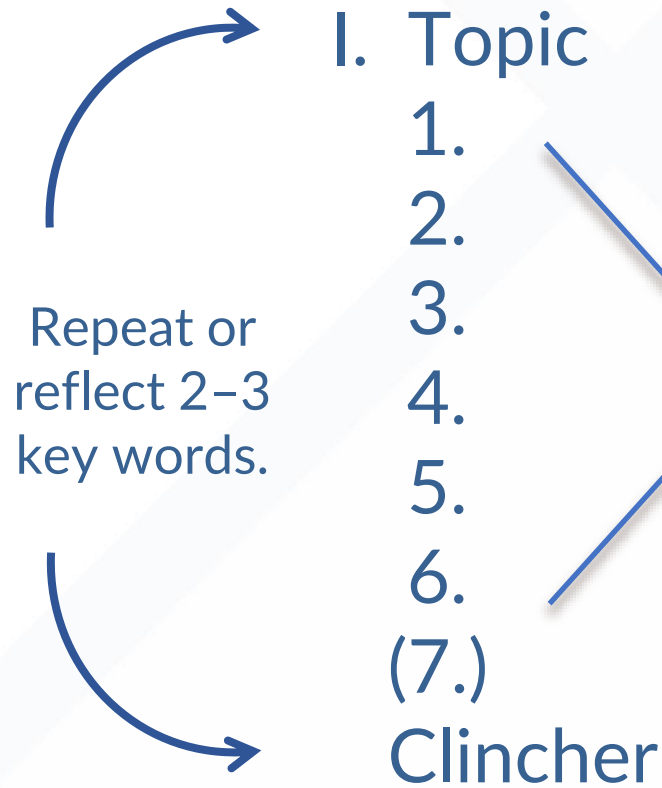 I. Topic
1.
2.
3.
4.
5.
6.
(7.)
Clincher
Repeat or
reflect 2–3
key words.